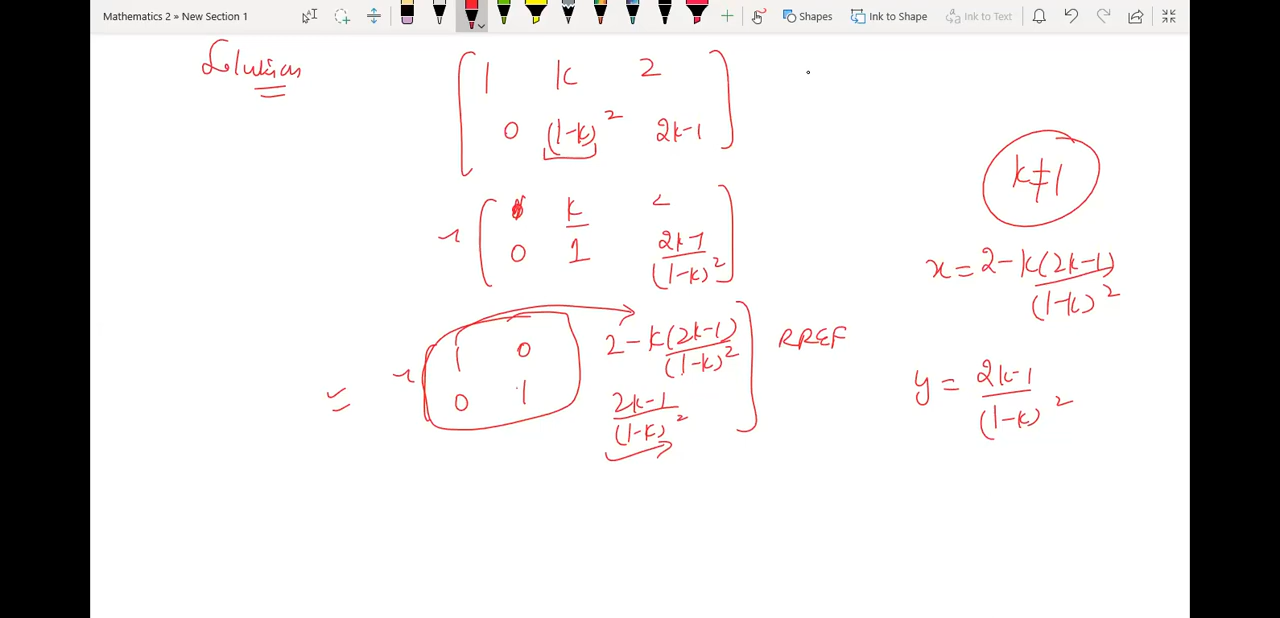 Mathematics 2 » New Section 1
Shapes
Ink to Shape
Ink to Text
Solution
1 k 2
0 (1-k)² 2k-1
k≠1
k 2
0 1 2k-1/(1-k)²
x = 2 - k(2k-1)/(1-k)²
1 0 2 - k(2k-1)/(1-k)² RREF
0 1 2k-1/(1-k)²
y = 2k-1/(1-k)²